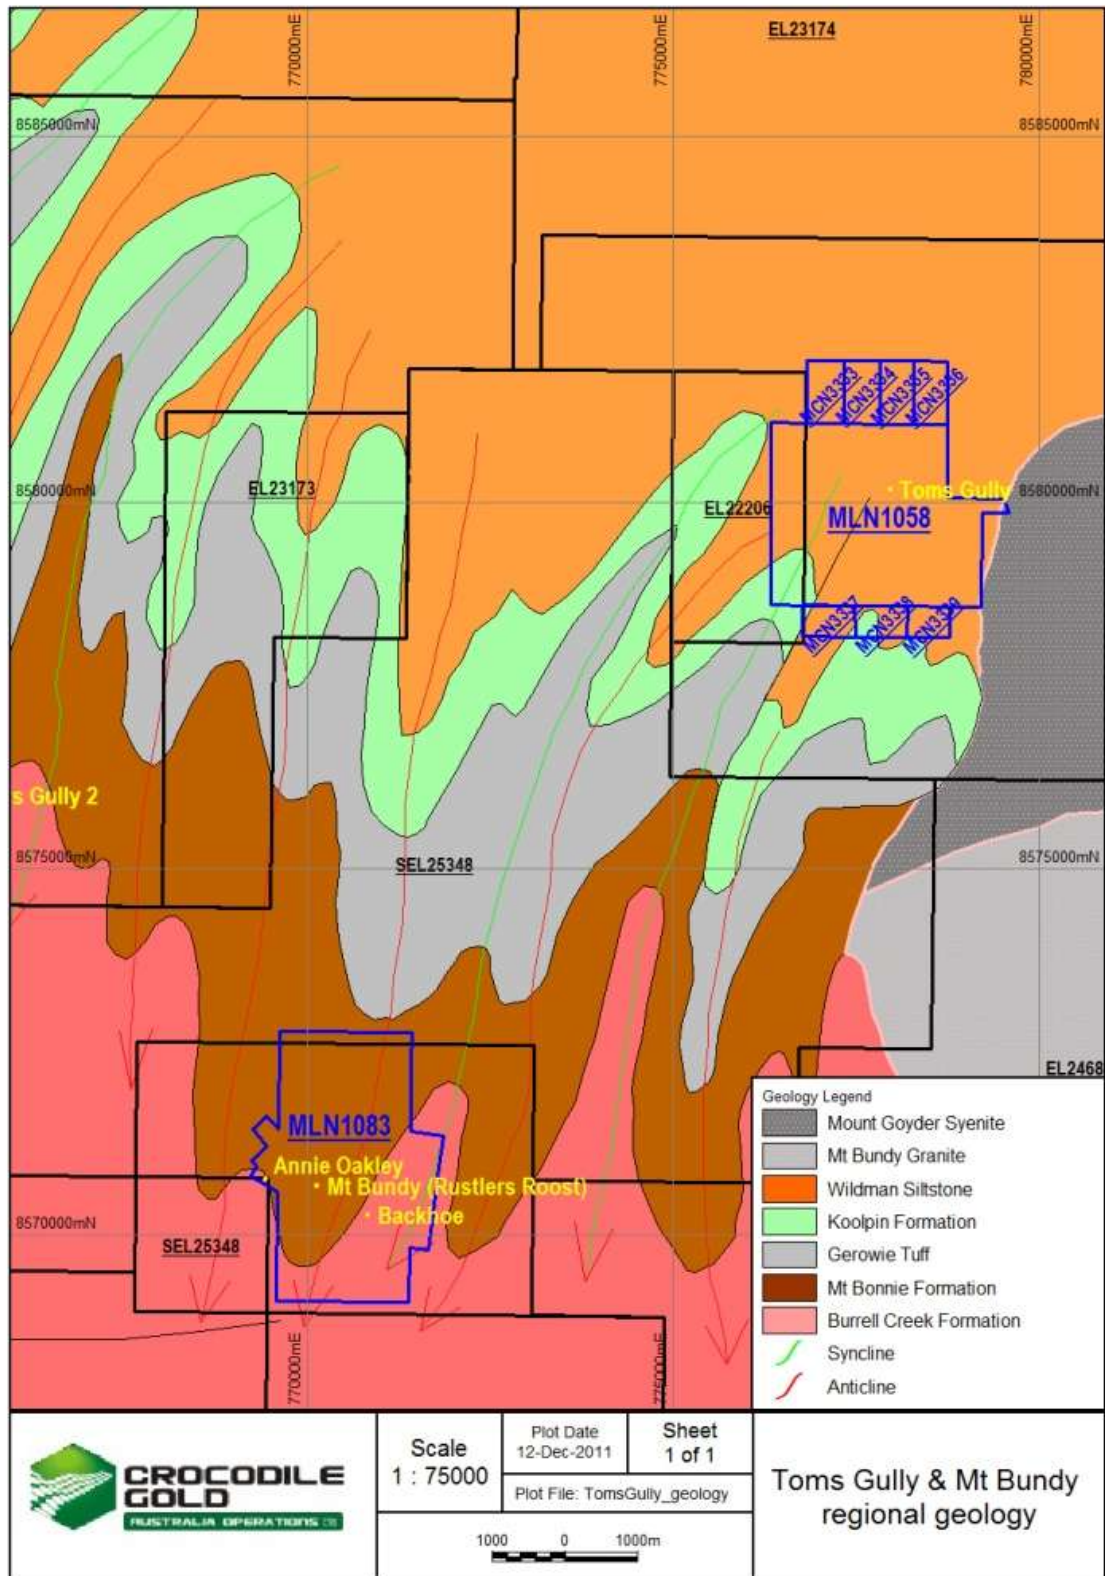 770000mE
775000mE
780000mE
EL23174
8585000mN
8585000mN
MCN3333
MCN3334
MCN3335
MCN3336
EL23173
8580000mN
Toms Gully
8580000mN
EL22206
MLN1058
MCN3337
MCN3338
MCN3339
s Gully 2
8575000mN
SEL25348
8575000mN
EL2468
MLN1083
Annie Oakley
Mt Bundy (Rustlers Roost)
Backhoe
8570000mN
SEL25348
770000mE
775000mE
Geology Legend
Mount Goyder Syenite
Mt Bundy Granite
Wildman Siltstone
Koolpin Formation
Gerowie Tuff
Mt Bonnie Formation
Burrell Creek Formation
Syncline
Anticline
CROCODILE
GOLD
AUSTRALIA OPERATIONS
Scale
1 : 75000
Plot Date
12-Dec-2011
Sheet
1 of 1
Plot File: TomsGully_geology
1000 0 1000m
Toms Gully & Mt Bundy
regional geology